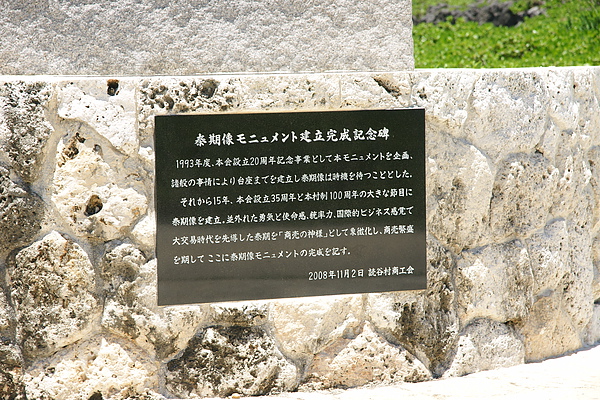 泰期像モニュメント建立完成記念碑
1993年度、本会設立20周年記念事業として本モニュメントを企画、
諸般の事情により台座までを建立し泰期像は時機を待つこととした。
それから15年、本会設立35周年と本村制100周年の大きな節目に
泰期像を建立。並外れた勇気と使命感、統率力、国際的ビジネス感覚で
大交易時代を先導した泰期を「商売の神様」として象徴化し、商売繁盛
を期して ここに泰期像モニュメントの完成を記す。
2008年11月2日 読谷村商工会